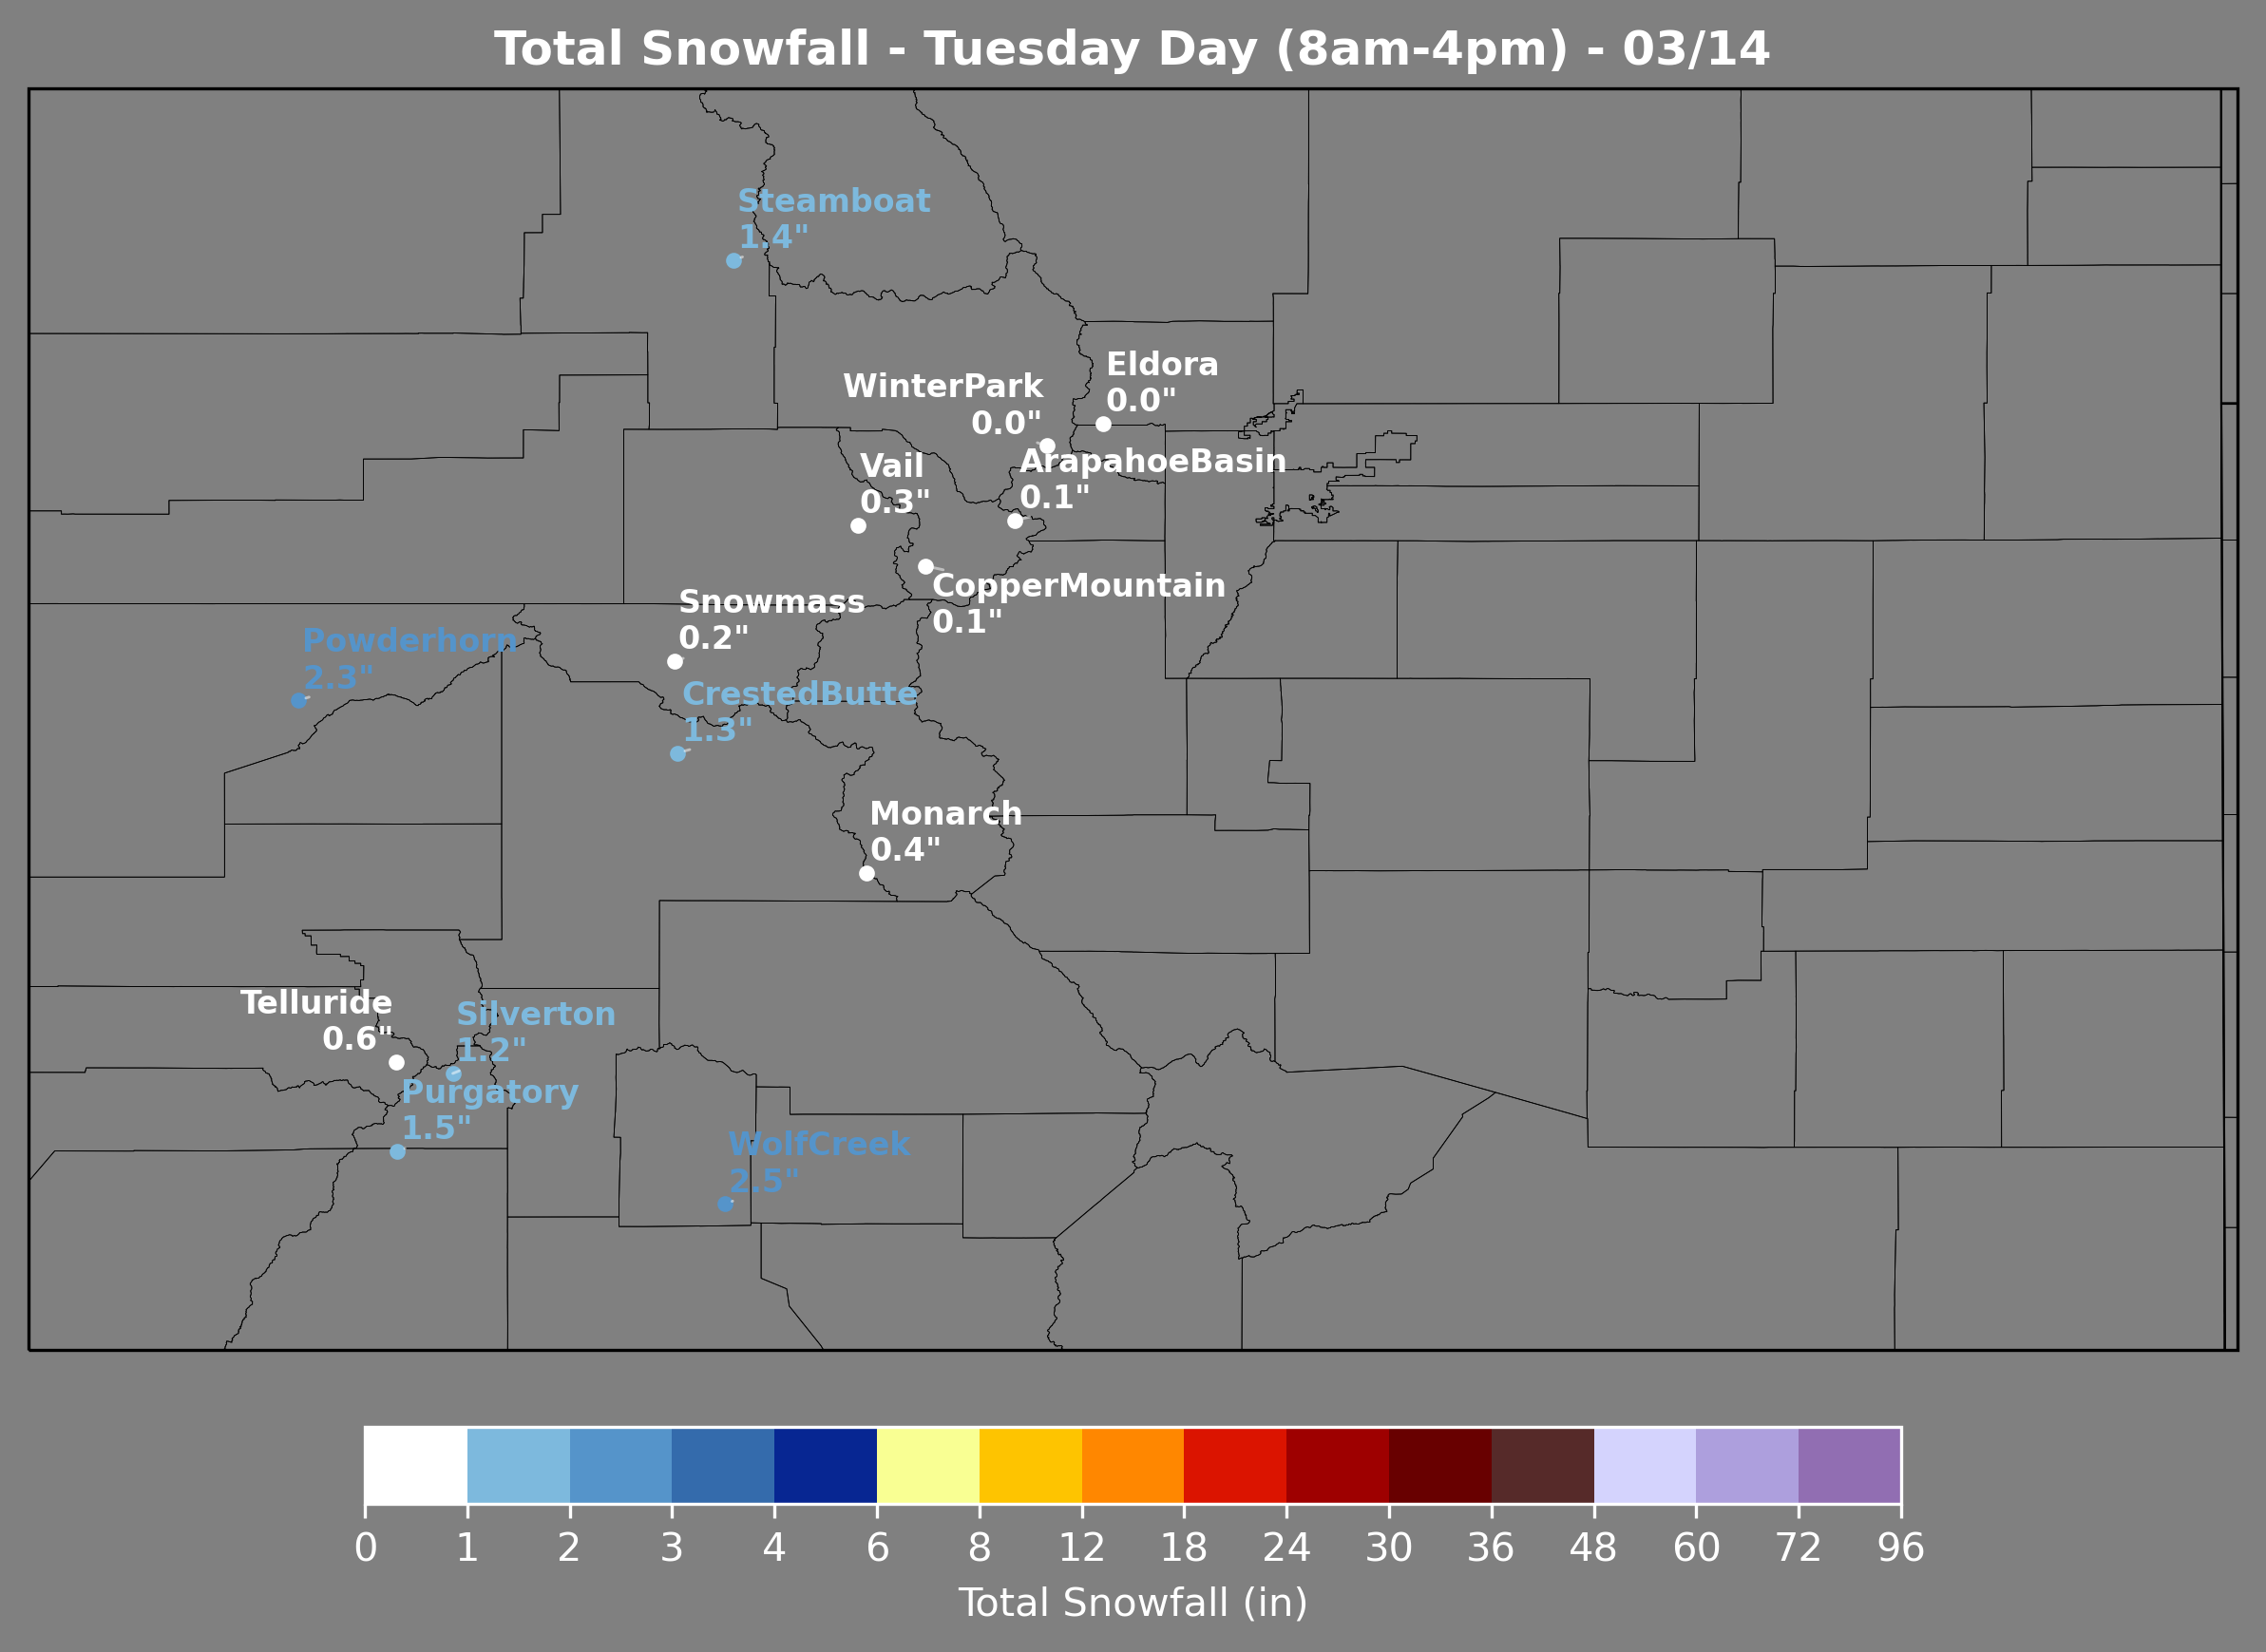 Total Snowfall - Tuesday Day (8am-4pm) - 03/14
Steamboat
1.4"
Eldora
0.0"
WinterPark
0.0"
ArapahoeBasin
0.1"
Vail
0.3"
CopperMountain
0.1"
Snowmass
0.2"
Powderhorn
2.3"
CrestedButte
1.3"
Monarch
0.4"
Telluride
0.6"
Silverton
1.2"
Purgatory
1.5"
WolfCreek
2.5"
0 1 2 3 4 6 8 12 18 24 30 36 48 60 72 96
Total Snowfall (in)